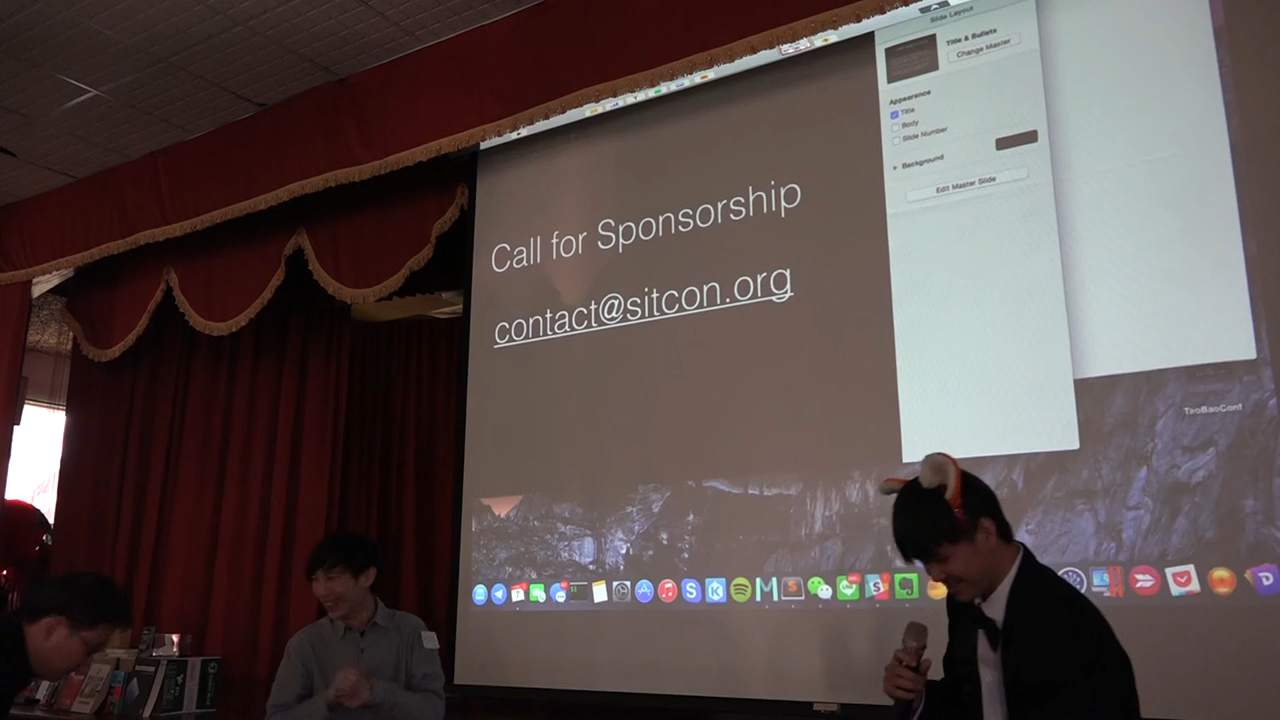 Slide Layout
Title & Bullets
Change Master
Appearance
Title
Body
Slide Number
Background
Edit Master Slide
Call for Sponsorship
contact@sitcon.org
TaoBaoConf